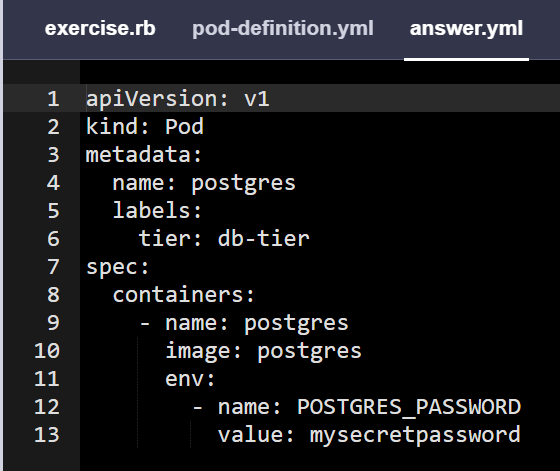 exercise.rb pod-definition.yml answer.yml
1 apiVersion: v1
2 kind: Pod
3 metadata:
4   name: postgres
5   labels:
6     tier: db-tier
7 spec:
8   containers:
9     - name: postgres
10       image: postgres
11       env:
12         - name: POSTGRES_PASSWORD
13           value: mysecretpassword